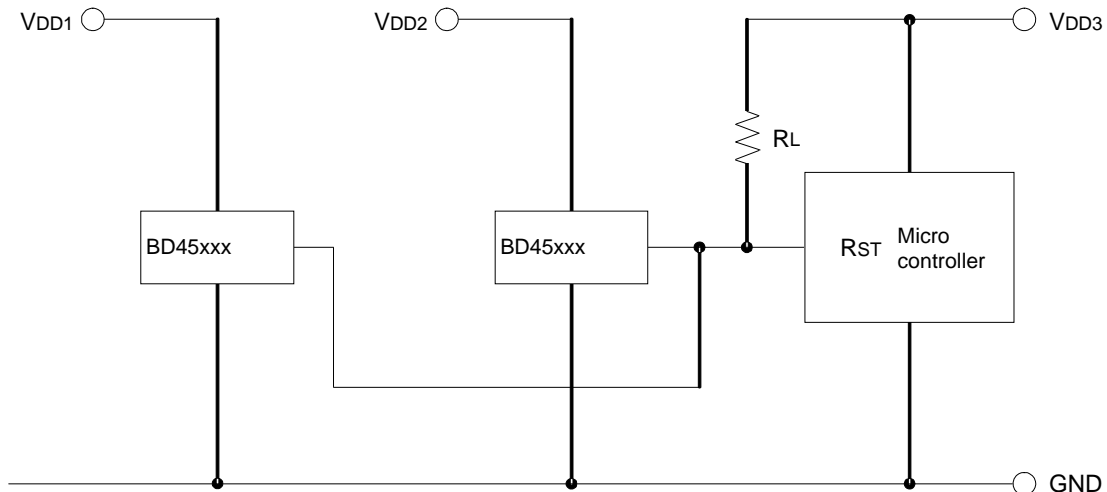 VDD1
VDD2
VDD3
RL
BD45xxx
BD45xxx
RST
Micro
controller
GND